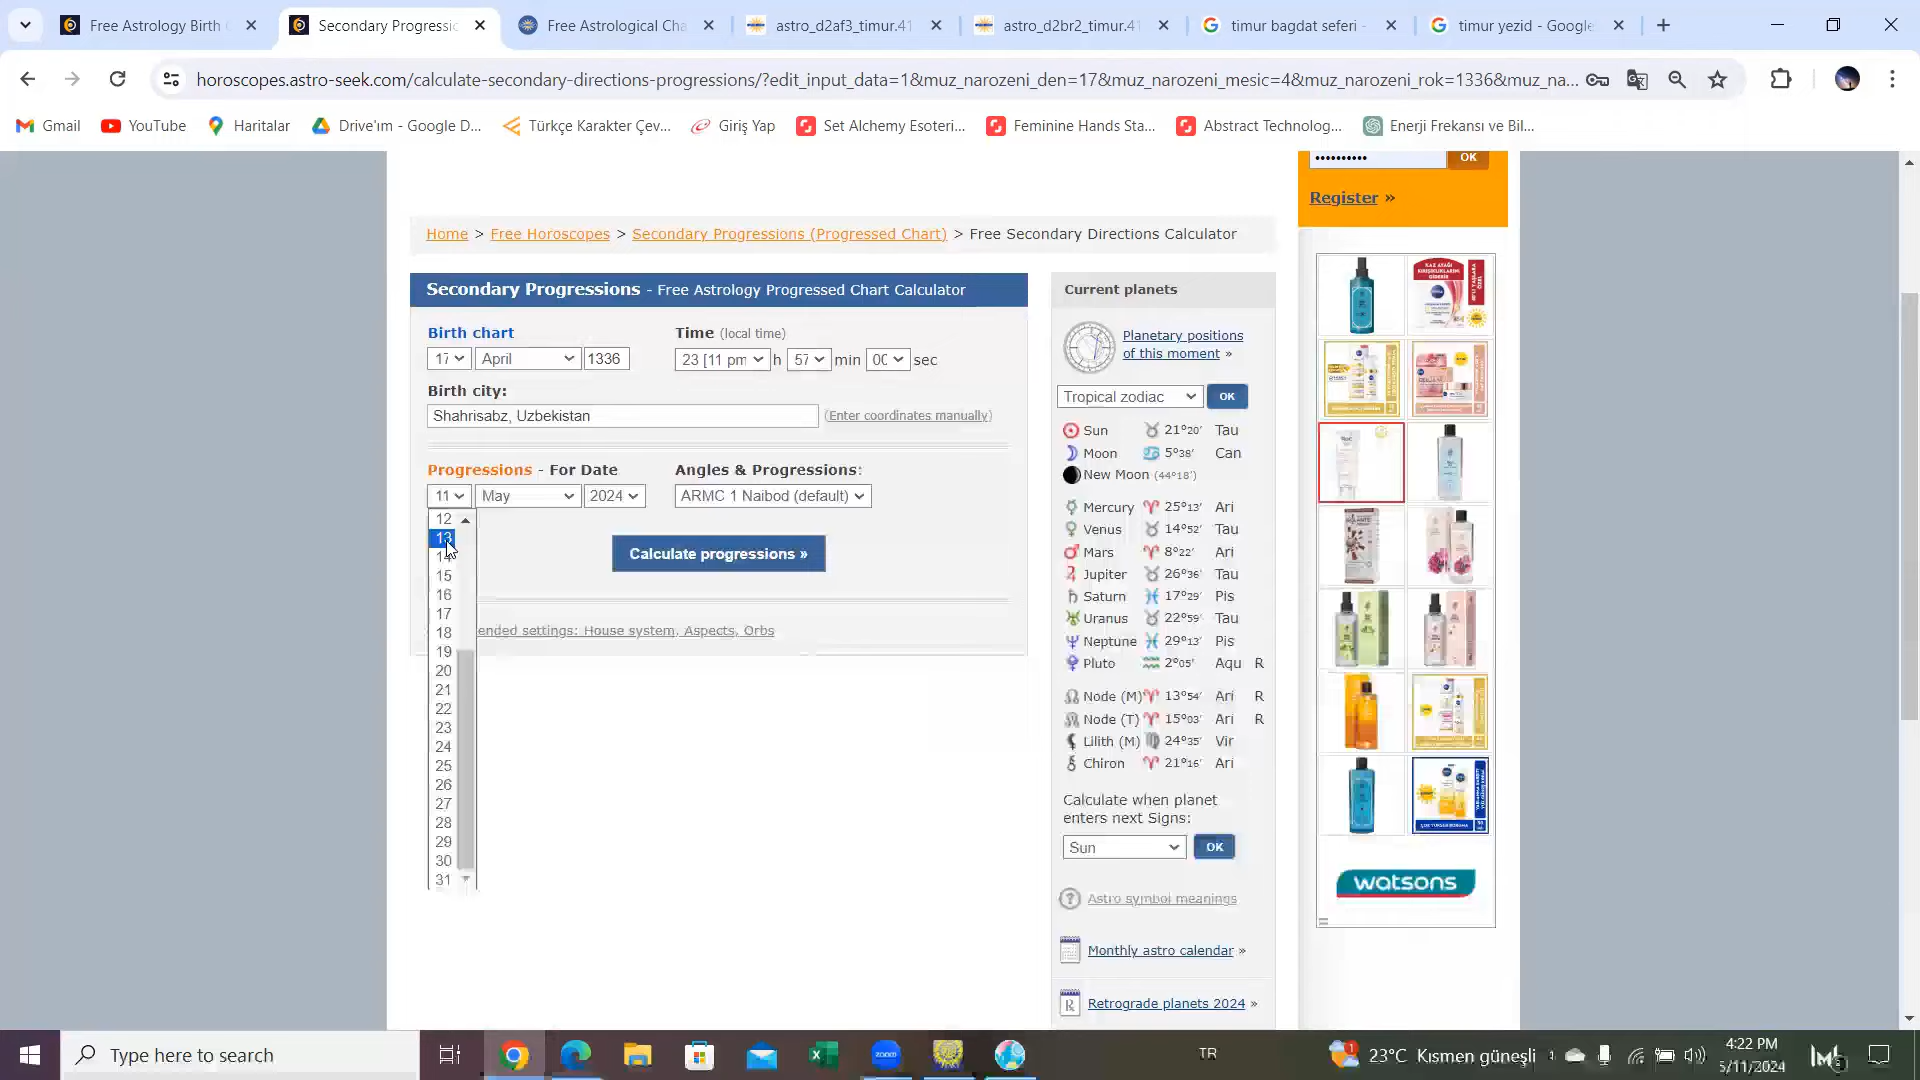 Free Astrology Birth C
Secondary Progressic
Free Astrological Cha
astro_d2af3_timur.41
astro_d2br2_timur.41
timur bagdat seferi -
timur yezid - Google
horoscopes.astro-seek.com/calculate-secondary-directions-progressions/?edit_input_data=1&muz_narozeni_den=17&muz_narozeni_mesic=4&muz_narozeni_rok=1336&muz_na...
Gmail
YouTube
Haritalar
Drive'ım - Google D...
Türkçe Karakter Çev...
Giriş Yap
Set Alchemy Esoteri...
Feminine Hands Sta...
Abstract Technolog...
Enerji Frekansı ve Bil...
•••••••••• OK
Register »
Home > Free Horoscopes > Secondary Progressions (Progressed Chart) > Free Secondary Directions Calculator
Secondary Progressions - Free Astrology Progressed Chart Calculator
Birth chart
Time (local time)
17 April 1336
23 [11 pm h 57 min 00 sec
Birth city:
Shahrisabz, Uzbekistan
(Enter coordinates manually)
Progressions - For Date
Angles & Progressions:
11 May 2024
ARMC 1 Naibod (default)
12
13
14
15
16
17
18
19
20
21
22
23
24
25
26
27
28
29
30
31
Calculate progressions »
ended settings: House system, Aspects, Orbs
Current planets
Planetary positions
of this moment »
Tropical zodiac OK
Sun 21°20' Tau
Moon 5°38' Can
New Moon (44°18')
Mercury 25°13' Ari
Venus 14°52' Tau
Mars 8°22' Ari
Jupiter 26°36' Tau
Saturn 17°29' Pis
Uranus 22°59' Tau
Neptune 29°13' Pis
Pluto 2°05' Aqu R
Node (M) 13°54' Ari R
Node (T) 15°03' Ari R
Lilith (M) 24°35' Vir
Chiron 21°16' Ari
Calculate when planet
enters next Signs:
Sun OK
? Astro symbol meanings
Monthly astro calendar »
Retrograde planets 2024 »
watsons
Type here to search
zoom
TR
1
23°C Kısmen güneşli
4:22 PM
5/11/2024